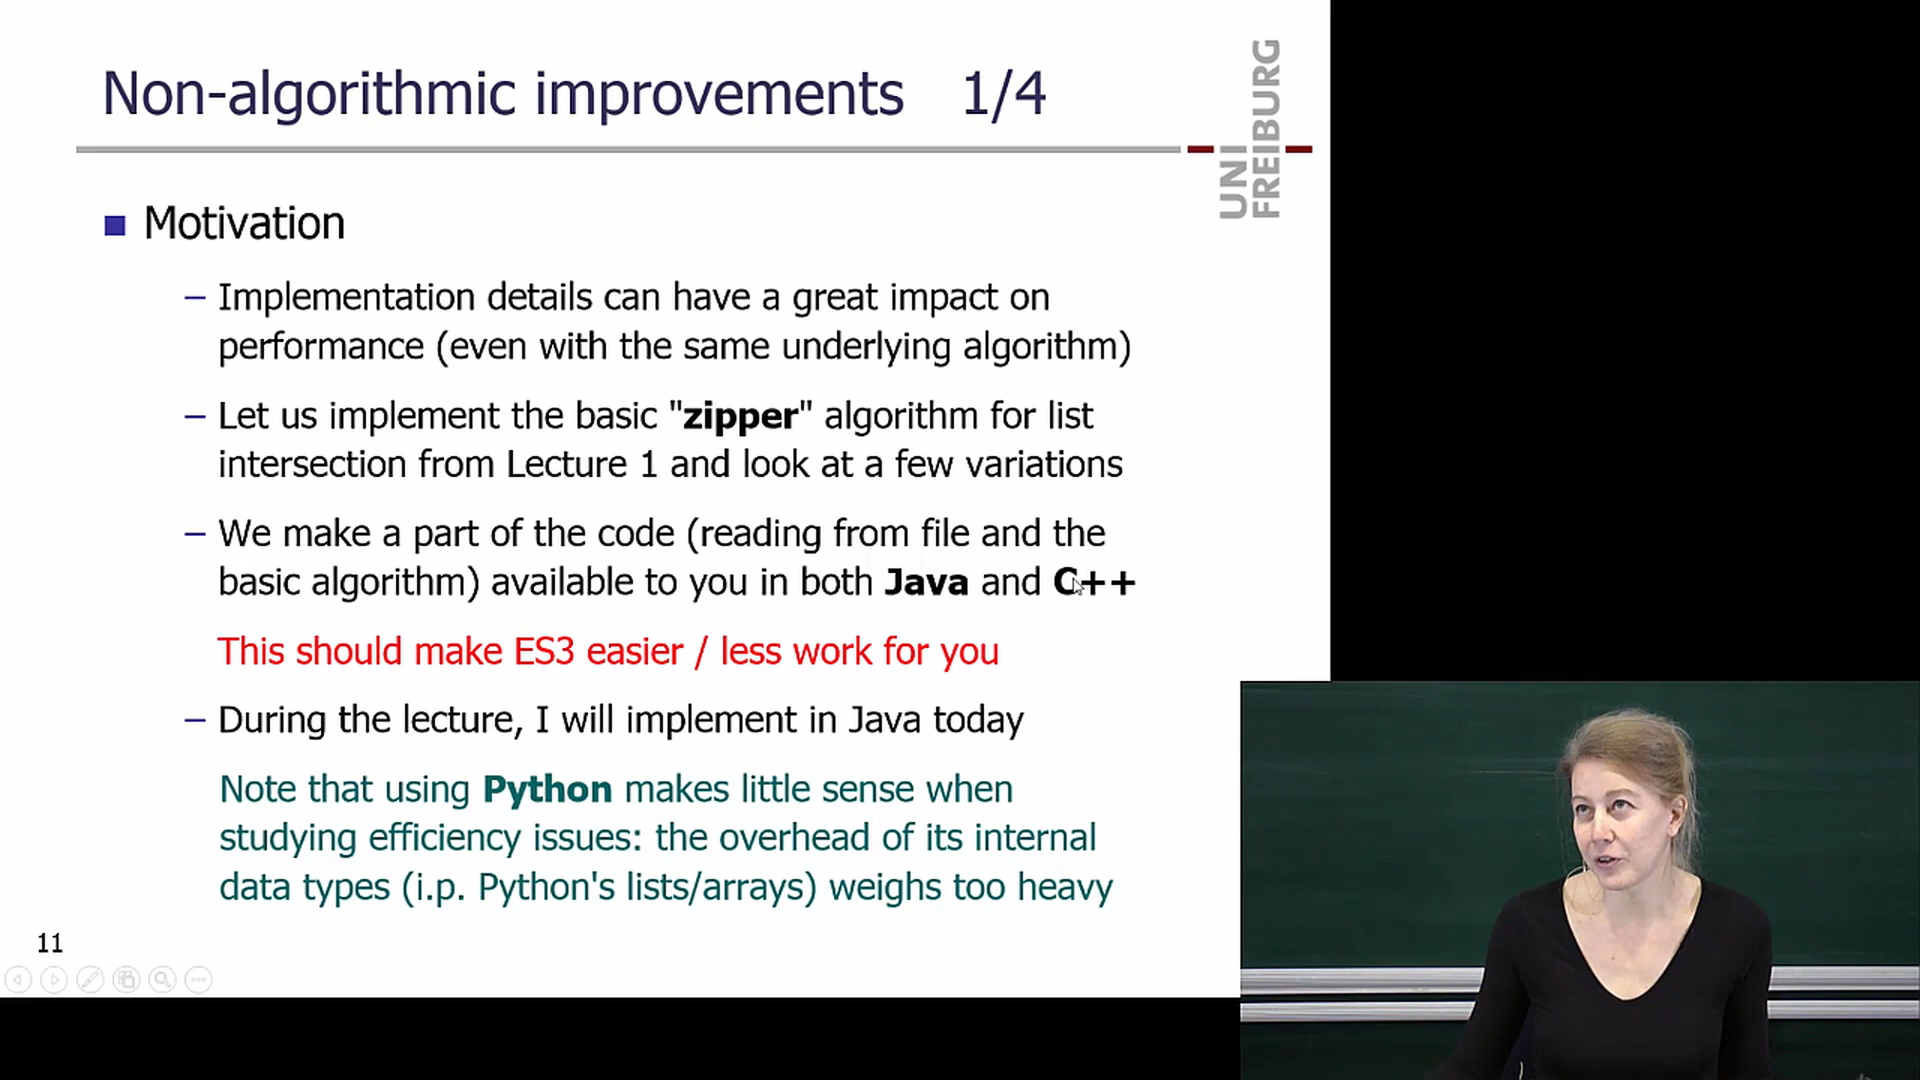 Non-algorithmic improvements 1/4
UNI
FREIBURG
Motivation
– Implementation details can have a great impact on
performance (even with the same underlying algorithm)
– Let us implement the basic "zipper" algorithm for list
intersection from Lecture 1 and look at a few variations
– We make a part of the code (reading from file and the
basic algorithm) available to you in both Java and C++
This should make ES3 easier / less work for you
– During the lecture, I will implement in Java today
Note that using Python makes little sense when
studying efficiency issues: the overhead of its internal
data types (i.p. Python's lists/arrays) weighs too heavy
11